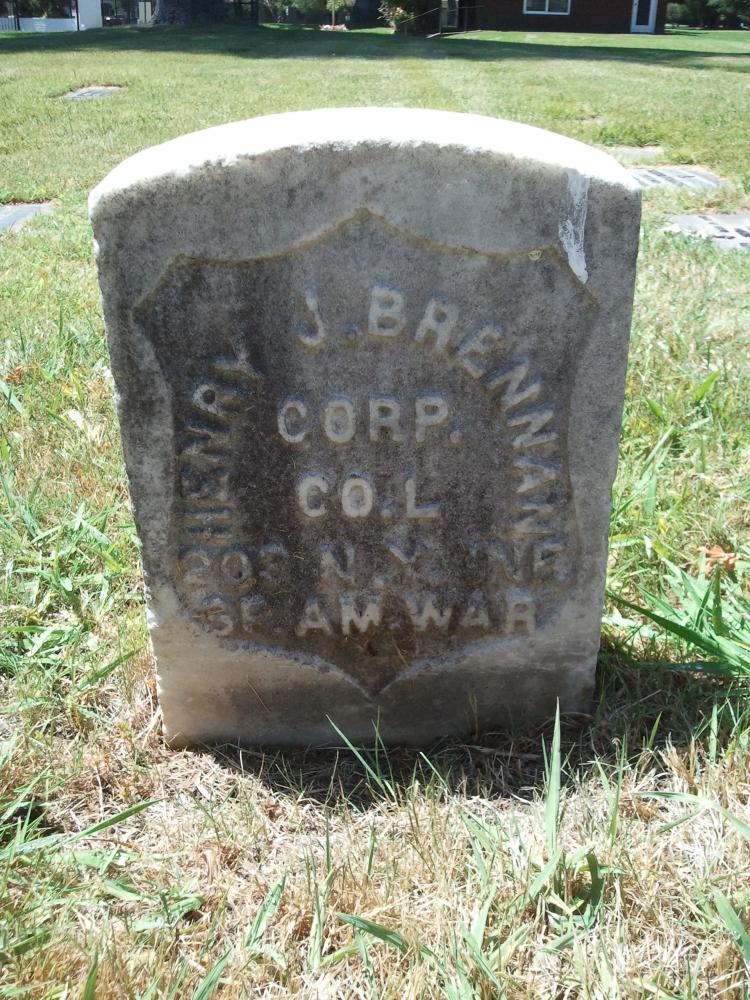 HENRY J. BRENNAN,
CORP.
CO. L
203 N.Y. INF.
SP. AM. WAR